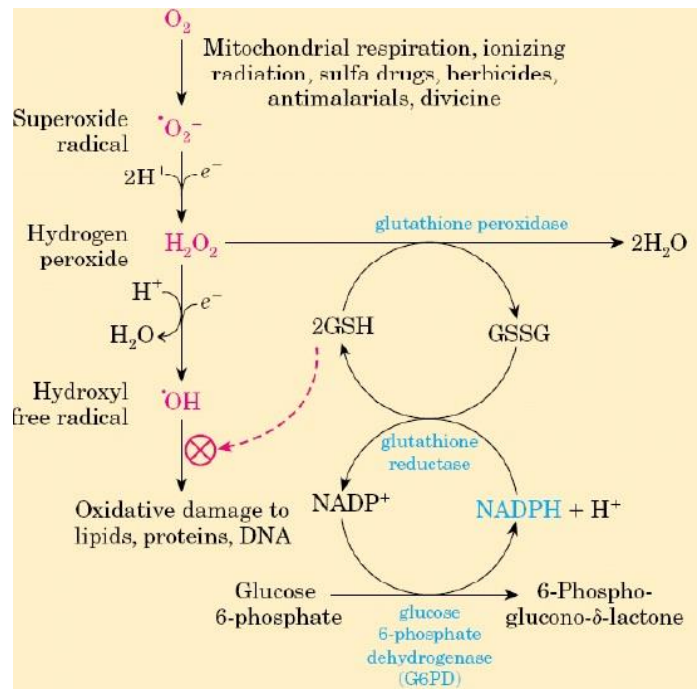 O₂
Mitochondrial respiration, ionizing
radiation, sulfa drugs, herbicides,
antimalarials, divicine
Superoxide
radical
•O₂⁻
2H⁺
e⁻
Hydrogen
peroxide
H₂O₂
glutathione peroxidase
2H₂O
H⁺
e⁻
H₂O
2GSH
GSSG
Hydroxyl
free radical
•OH
glutathione
reductase
Oxidative damage to
lipids, proteins, DNA
NADP⁺
NADPH + H⁺
Glucose
6-phosphate
glucose
6-phosphate
dehydrogenase
(G6PD)
6-Phospho-
glucono-δ-lactone